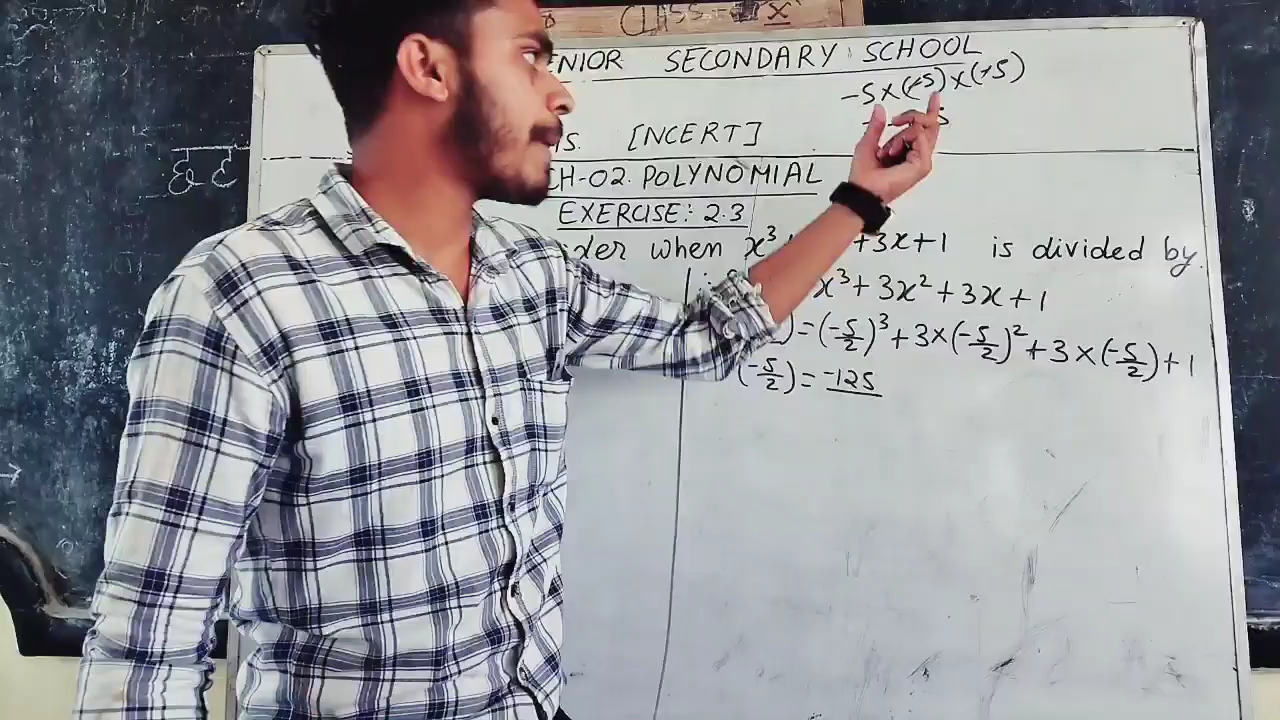 CLASS- IX
ENIOR SECONDARY SCHOOL
-5×(-5)×(-5)
S. [NCERT]
CH-02. POLYNOMIAL
EXERCISE:- 2.3
when x³ +3x+1 is divided by.
x³+3x²+3x+1
)=(-5/2)³+3×(-5/2)²+3×(-5/2)+1
(-5/2)= -125